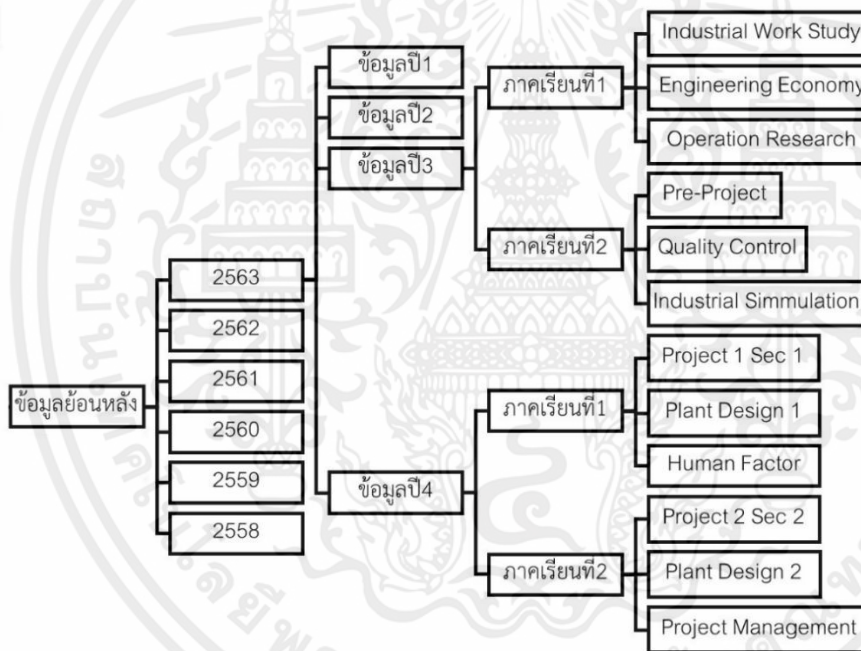 ข้อมูลย้อนหลัง
2563
2562
2561
2560
2559
2558
ข้อมูลปี1
ข้อมูลปี2
ข้อมูลปี3
ข้อมูลปี4
ภาคเรียนที่1
Industrial Work Study
Engineering Economy
Operation Research
ภาคเรียนที่2
Pre-Project
Quality Control
Industrial Simmulation
ภาคเรียนที่1
Project 1 Sec 1
Plant Design 1
Human Factor
ภาคเรียนที่2
Project 2 Sec 2
Plant Design 2
Project Management